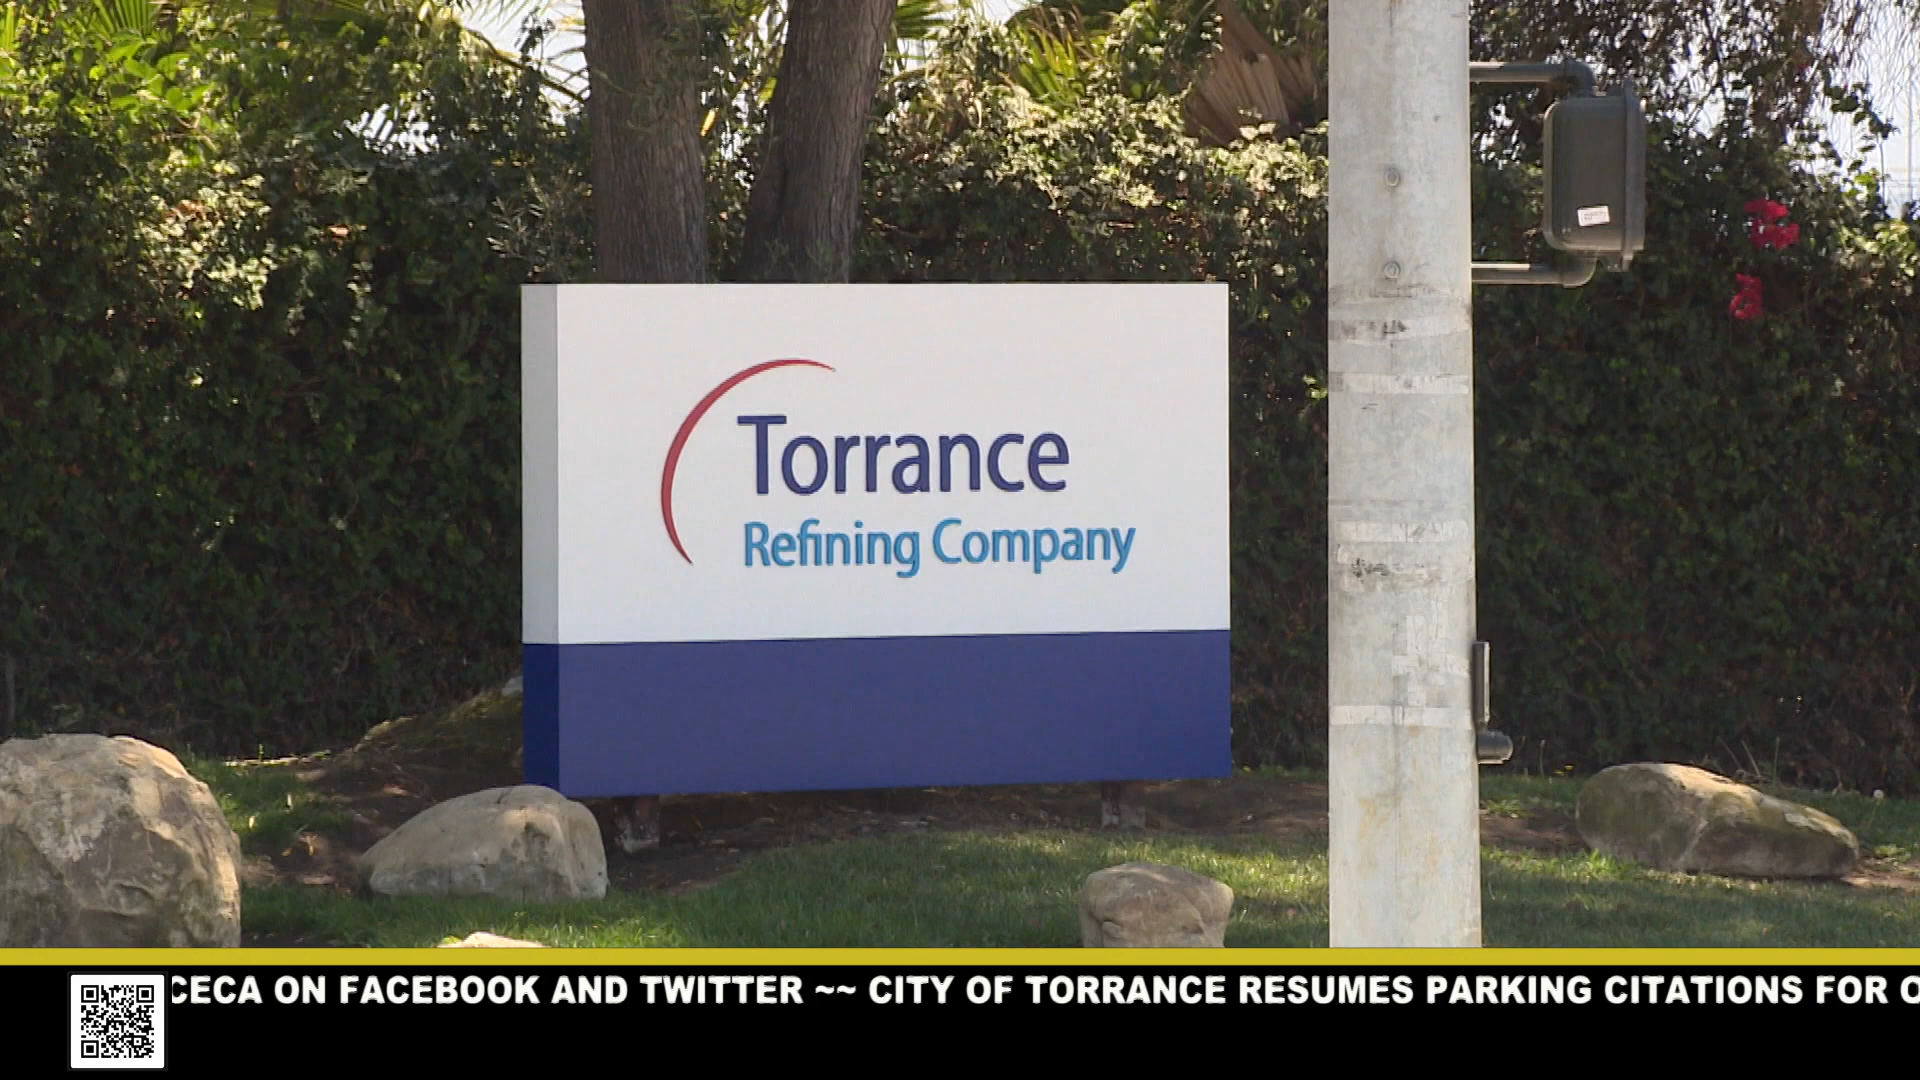 Torrance
Refining Company
CECA ON FACEBOOK AND TWITTER ~~ CITY OF TORRANCE RESUMES PARKING CITATIONS FOR